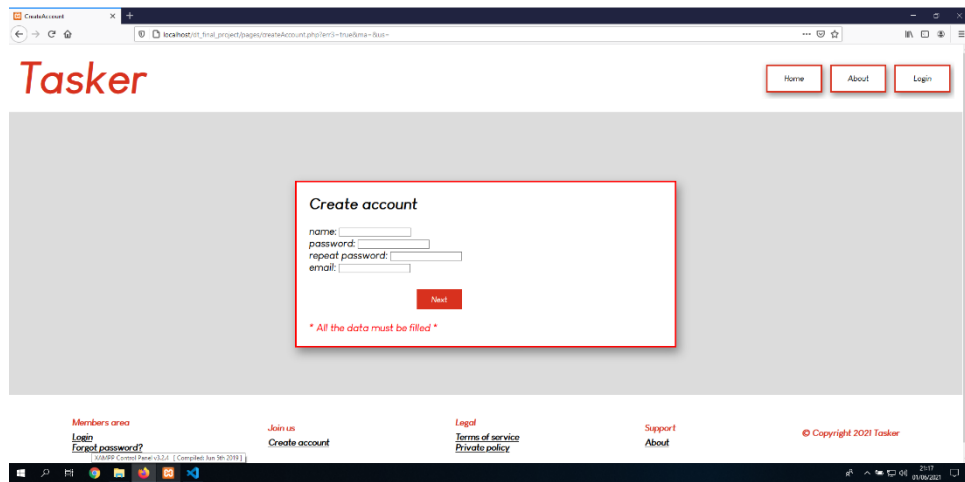 CreateAccount
localhost/dt_final_project/pages/createAccount.php?err3=true&ma=&us=
Tasker
Home
About
Login
Create account
name:
password:
repeat password:
email:
Next
* All the data must be filled *
Members area
Login
Forgot password?
Join us
Create account
Legal
Terms of service
Private policy
Support
About
© Copyright 2021 Tasker
XAMPP Control Panel v3.2.4 [ Compiled: Jun 5th 2019 ]
21:17
01/06/2021